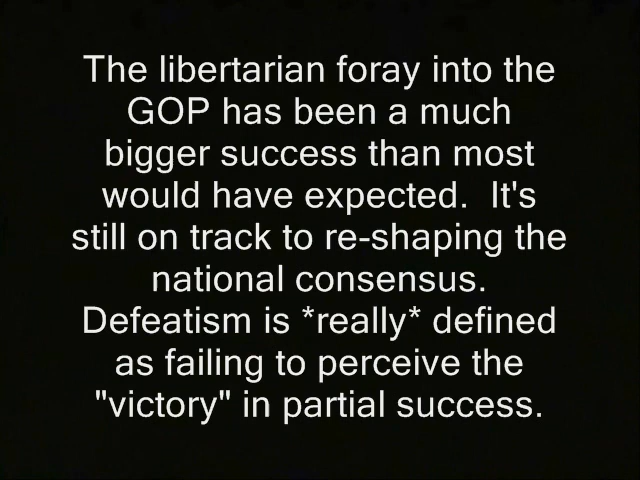 The libertarian foray into the
GOP has been a much
bigger success than most
would have expected.  It's
still on track to re-shaping the
national consensus.
Defeatism is *really* defined
as failing to perceive the
"victory" in partial success.